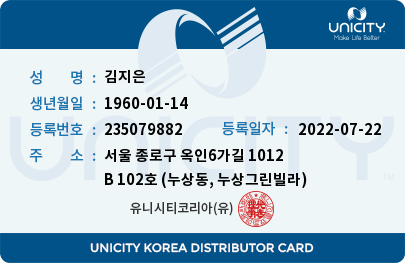 UNICITY
Make Life Better
성 명 : 김지은
생년월일 : 1960-01-14
등록번호 : 235079882 등록일자 : 2022-07-22
UNICITY
주 소 : 서울 종로구 옥인6가길 1012
B 102호 (누상동, 누상그린빌라)
유니시티코리아(유)
UNICITY KOREA DISTRIBUTOR CARD